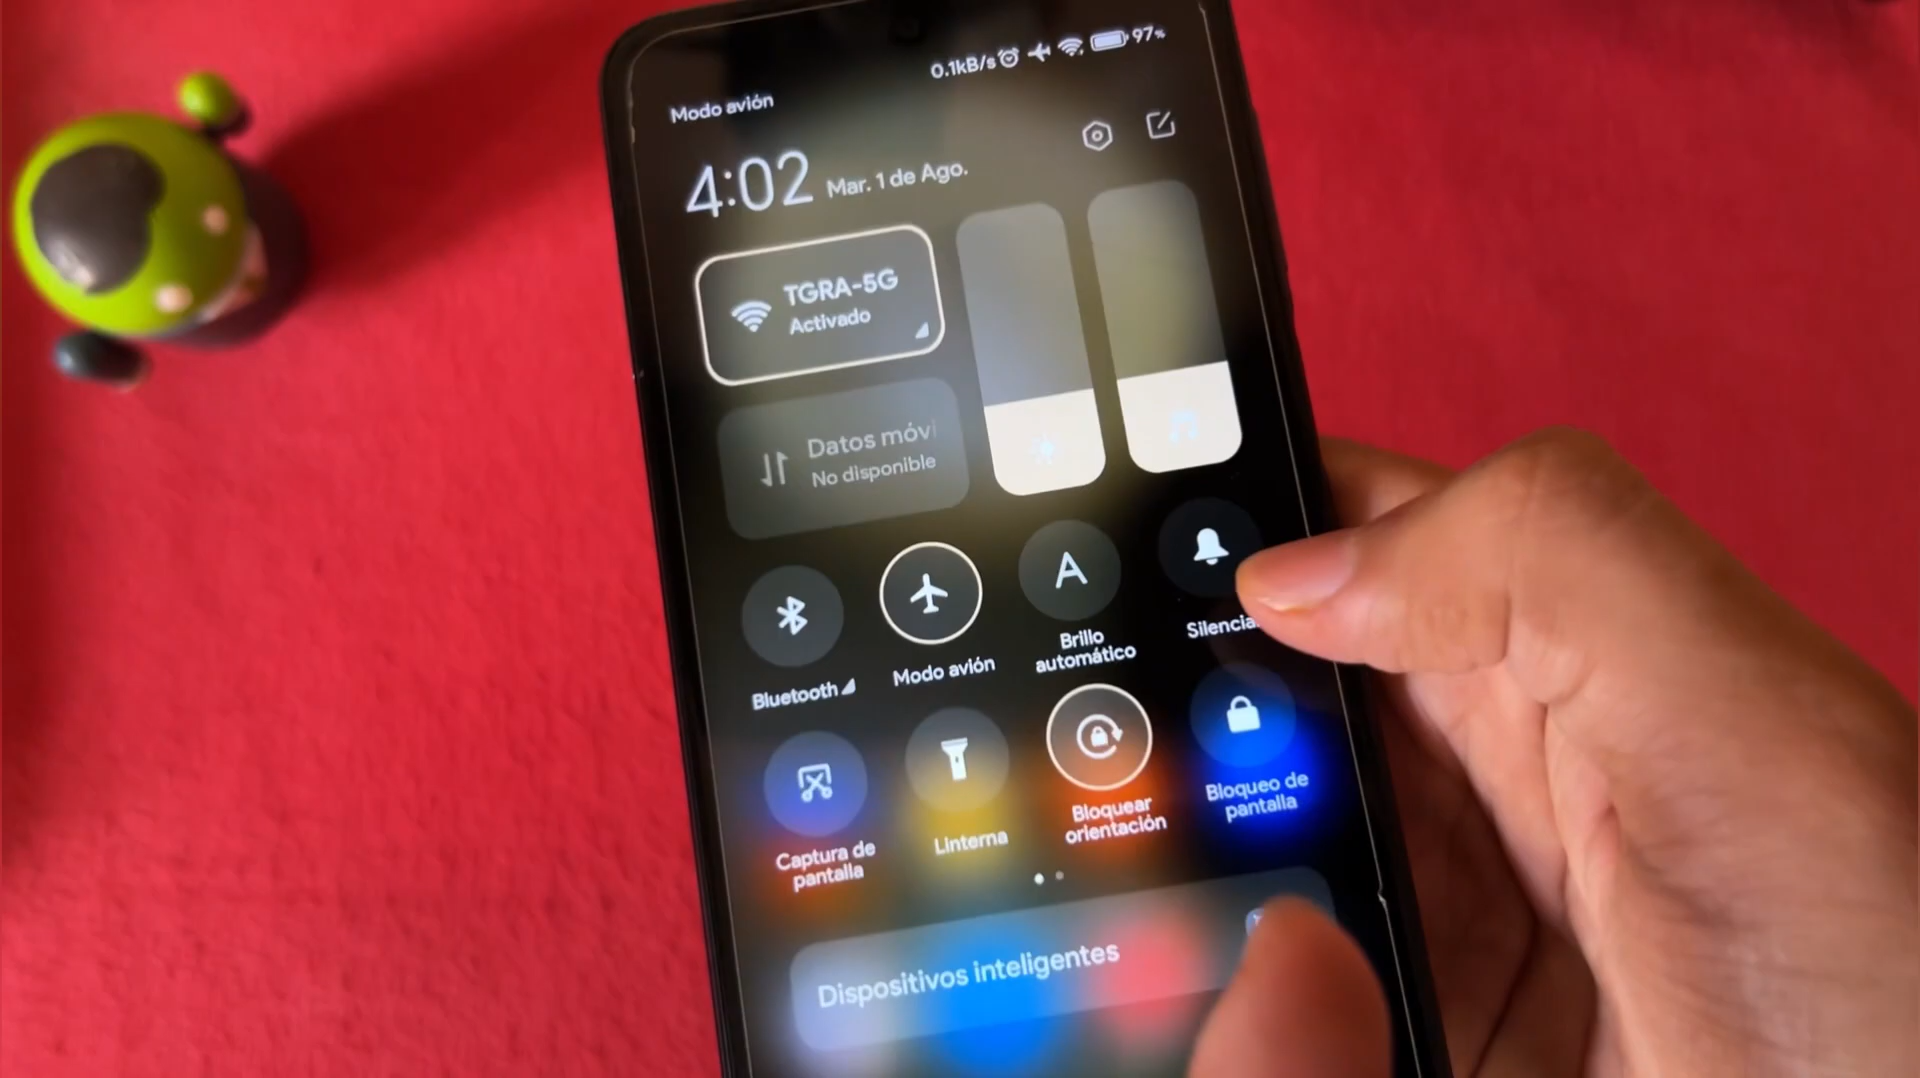 0.1kB/s 97%
Modo avión
4:02 Mar. 1 de Ago.
TGRA-5G
Activado
Datos móvi
No disponible
Bluetooth
Modo avión
A
Brillo
automático
Silencia
Captura de
pantalla
Linterna
Bloquear
orientación
Bloqueo de
pantalla
Dispositivos inteligentes